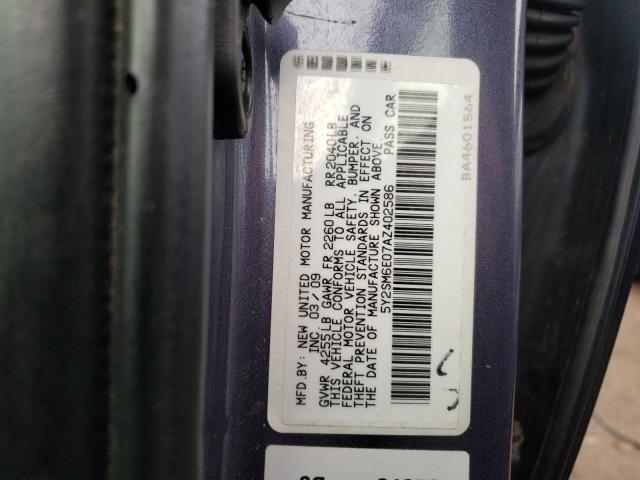 MFD.BY: NEW UNITED MOTOR MANUFACTURING
INC. 03/09
GVWR 4255LB GAWR FR 2260LB RR2040LB
THIS VEHICLE CONFORMS TO ALL APPLICABLE
FEDERAL MOTOR VEHICLE SAFETY, BUMPER, AND
THEFT PREVENTION STANDARDS IN EFFECT ON
THE DATE OF MANUFACTURE SHOWN ABOVE.
5Y2SM6E07AZ402586 PASS CAR
BA4601564